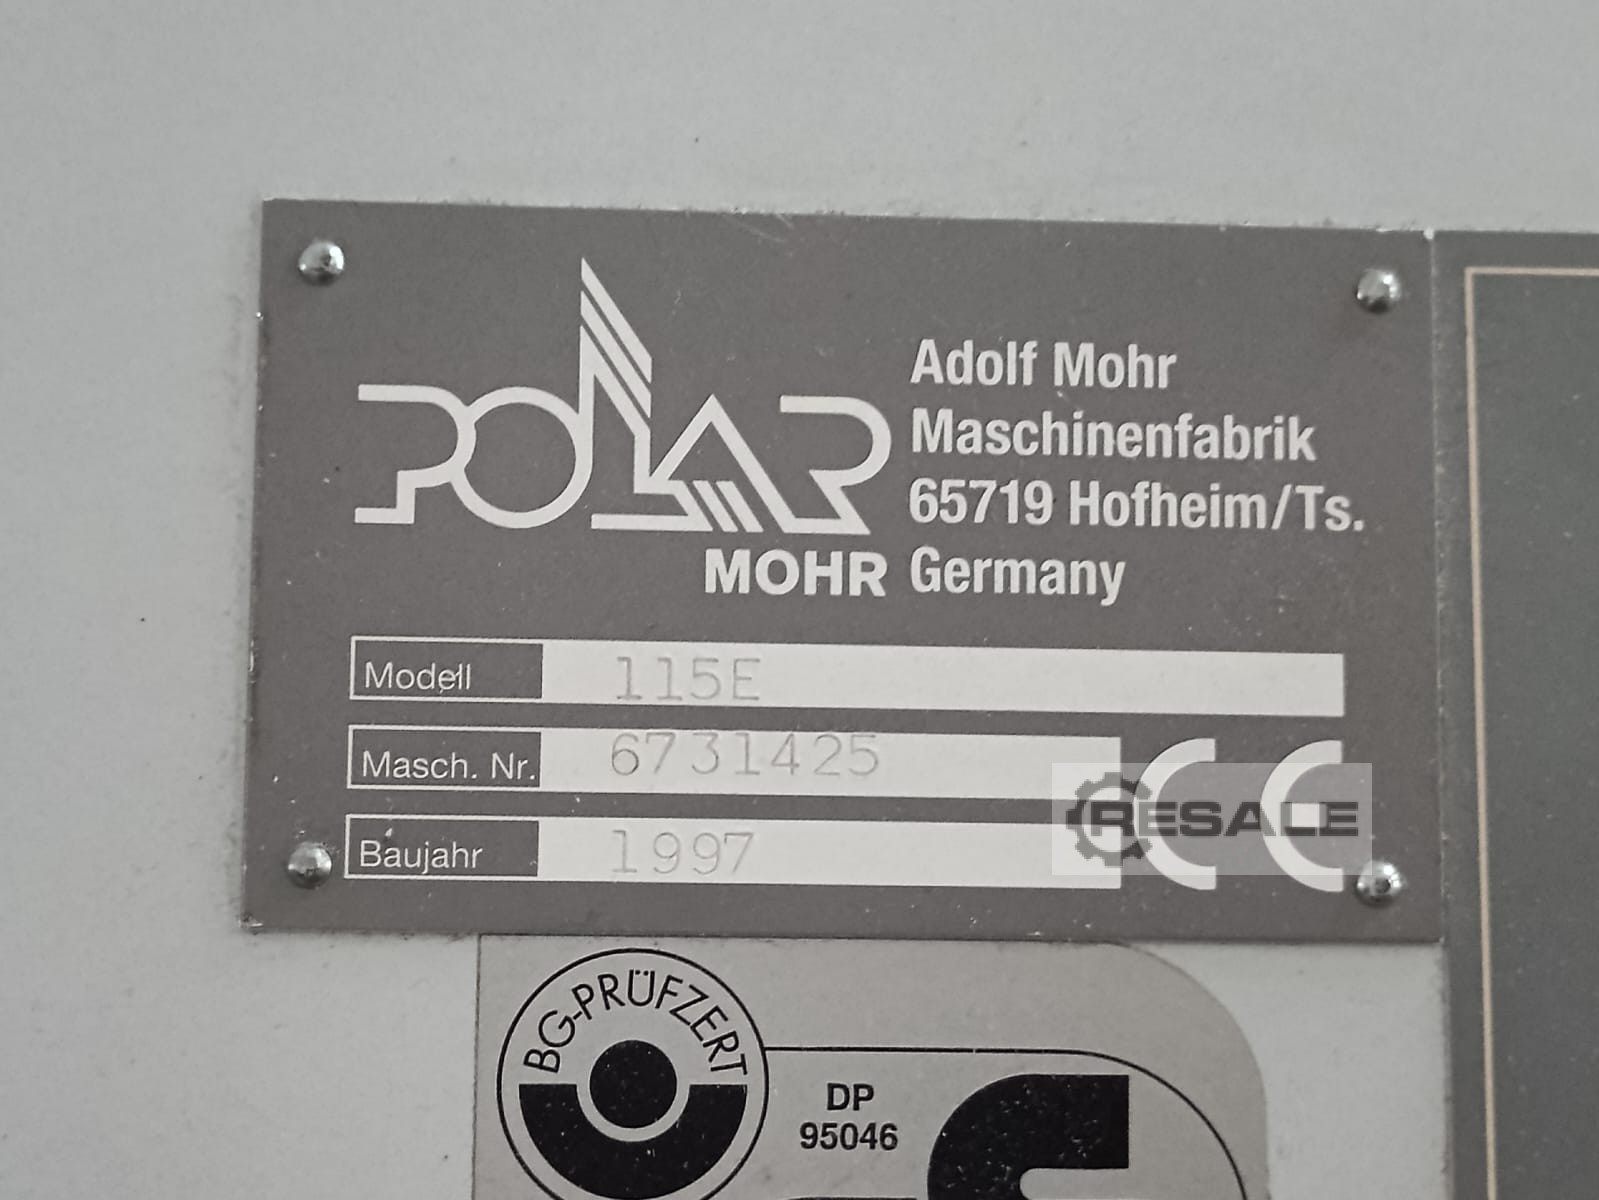 POLAR
MOHR
Adolf Mohr
Maschinenfabrik
65719 Hofheim/Ts.
Germany
Modell 115E
Masch. Nr. 6731425
Baujahr 1997
CE
RESALE
BG-PRÜFZERT
DP
95046